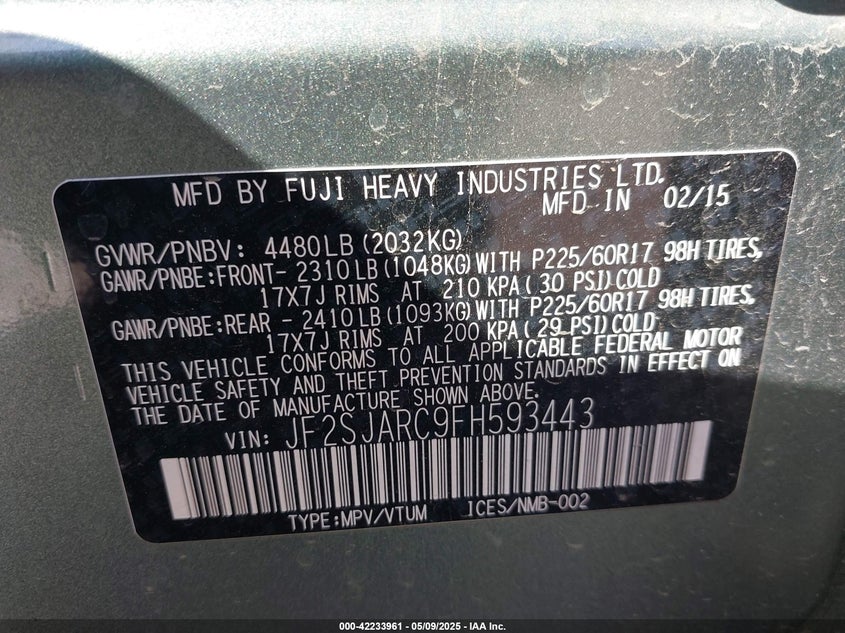 MFD BY FUJI HEAVY INDUSTRIES LTD.
MFD IN 02/15
GVWR/PNBV: 4480LB(2032KG)
GAWR/PNBE:FRONT- 2310LB(1048KG)WITH P225/60R17 98H TIRES,
17X7J RIMS AT 210 KPA(30 PSI)COLD
GAWR/PNBE:REAR - 2410LB(1093KG)WITH P225/60R17 98H TIRES,
17X7J RIMS AT 200 KPA(29 PSI)COLD
THIS VEHICLE CONFORMS TO ALL APPLICABLE FEDERAL MOTOR
VEHICLE SAFETY AND THEFT PREVENTION STANDARDS IN EFFECT ON
THE DATE OF MANUFACTURE SHOWN ABOVE.
VIN: JF2SJARC9FH593443
TYPE:MPV/VTUM ICES/NMB-002
000-42233961 - 05/09/2025 - IAA Inc.